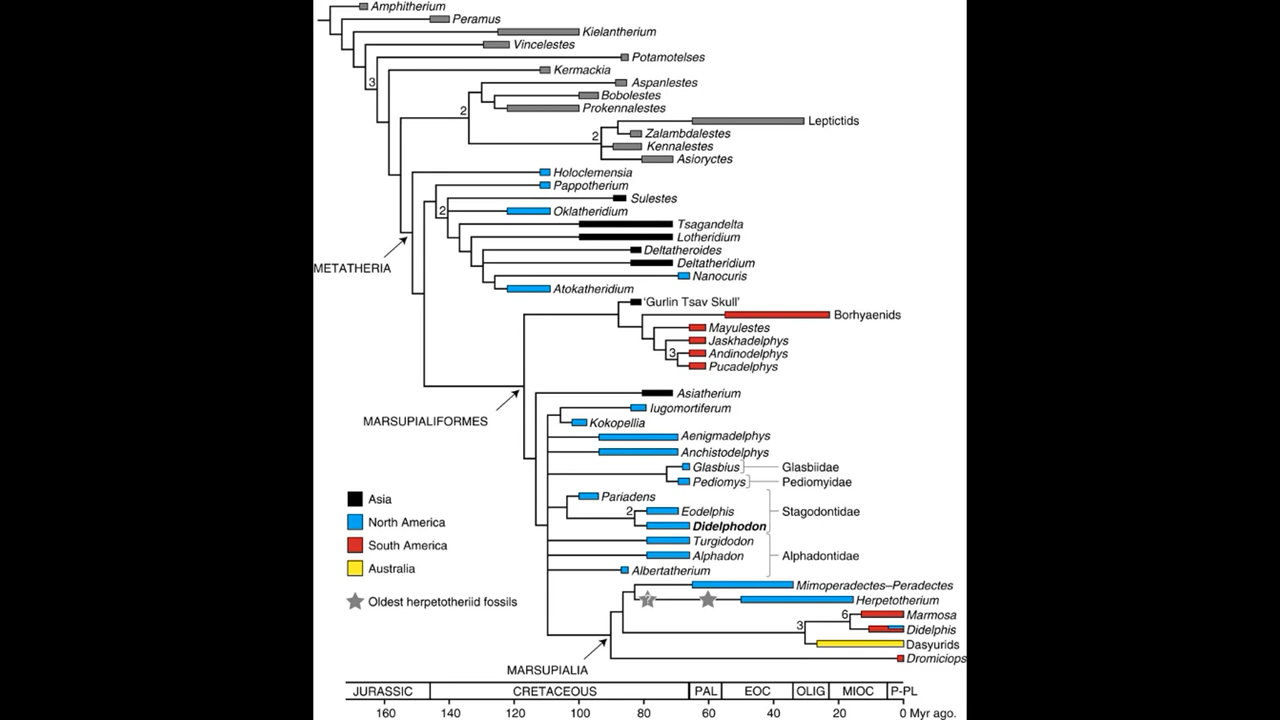 Amphitherium
Peramus
Kielantherium
Vincelestes
Potamotelses
3
Kermackia
Aspanlestes
Bobolestes
2
Prokennalestes
Leptictids
2
Zalambdalestes
Kennalestes
Asioryctes
Holoclemensia
Pappotherium
Sulestes
2
Oklatheridium
Tsagandelta
Lotheridium
Deltatheroides
METATHERIA
Deltatheridium
Nanocuris
Atokatheridium
'Gurlin Tsav Skull'
Borhyaenids
Mayulestes
Jaskhadelphys
3
Andinodelphys
Pucadelphys
Asiatherium
Iugomortiferum
MARSUPIALIFORMES
Kokopellia
Aenigmadelphys
Anchistodelphys
Glasbius
Glasbiidae
Pediomys
Pediomyidae
Asia
Pariadens
2
Eodelphis
Stagodontidae
North America
Didelphodon
South America
Turgidodon
Alphadon
Alphadontidae
Australia
Albertatherium
Mimoperadectes–Peradectes
Oldest herpetotheriid fossils
?
Herpetotherium
6
Marmosa
3
Didelphis
Dasyurids
Dromiciops
MARSUPIALIA
JURASSIC CRETACEOUS PAL EOC OLIG MIOC P-PL
160 140 120 100 80 60 40 20 0 Myr ago.